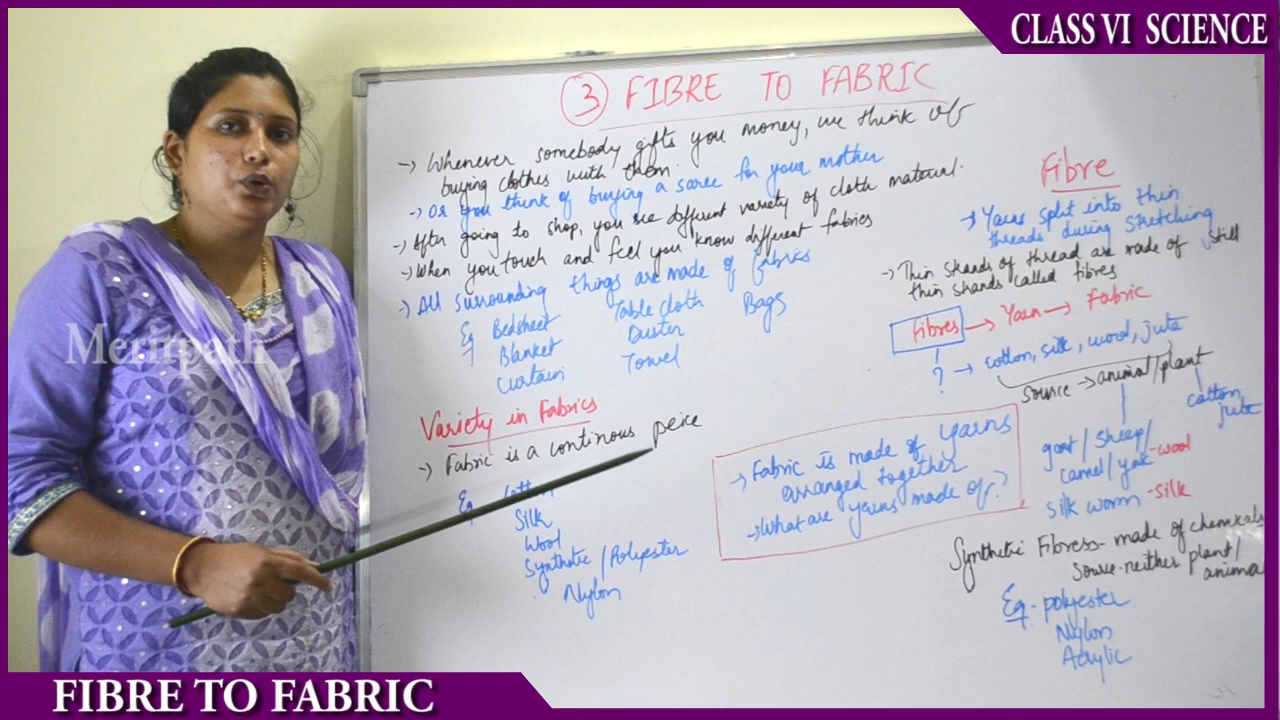 CLASS VI SCIENCE
③ FIBRE TO FABRIC
-> Whenever somebody gifts you money, we think of
buying clothes with them.
-> Or you think of buying a saree for your mother
-> After going to shop, you see different variety of cloth material.
-> When you touch and feel you know different fabrics
-> All surrounding things are made of fabrics
Eg Bedsheet Table cloth Bags
Blanket Duster
Curtain Towel
Variety in Fabrics
-> Fabric is a continous peice
Eg Cotton
Silk
Wool
Synthetic / Polyester
Nylon
-> Fabric is made of yarns
arranged together
-> What are yarns made of?
Fibre
-> Yarns split into thin
threads during stretching
-> Thin stands of thread are made of still
thin stands called fibres
Fibres -> Yarn -> Fabric
? -> cotton, silk, wool, jute
Source -> animal/plant
cotton,
jute
goat / sheep/
camel / yak - wool
silk worm - silk
Synthetic Fibress - made of chemicals
Sourse - neither plant/
animal
Eg - polyester
Nylon
Acrylic
Meritpath
FIBRE TO FABRIC